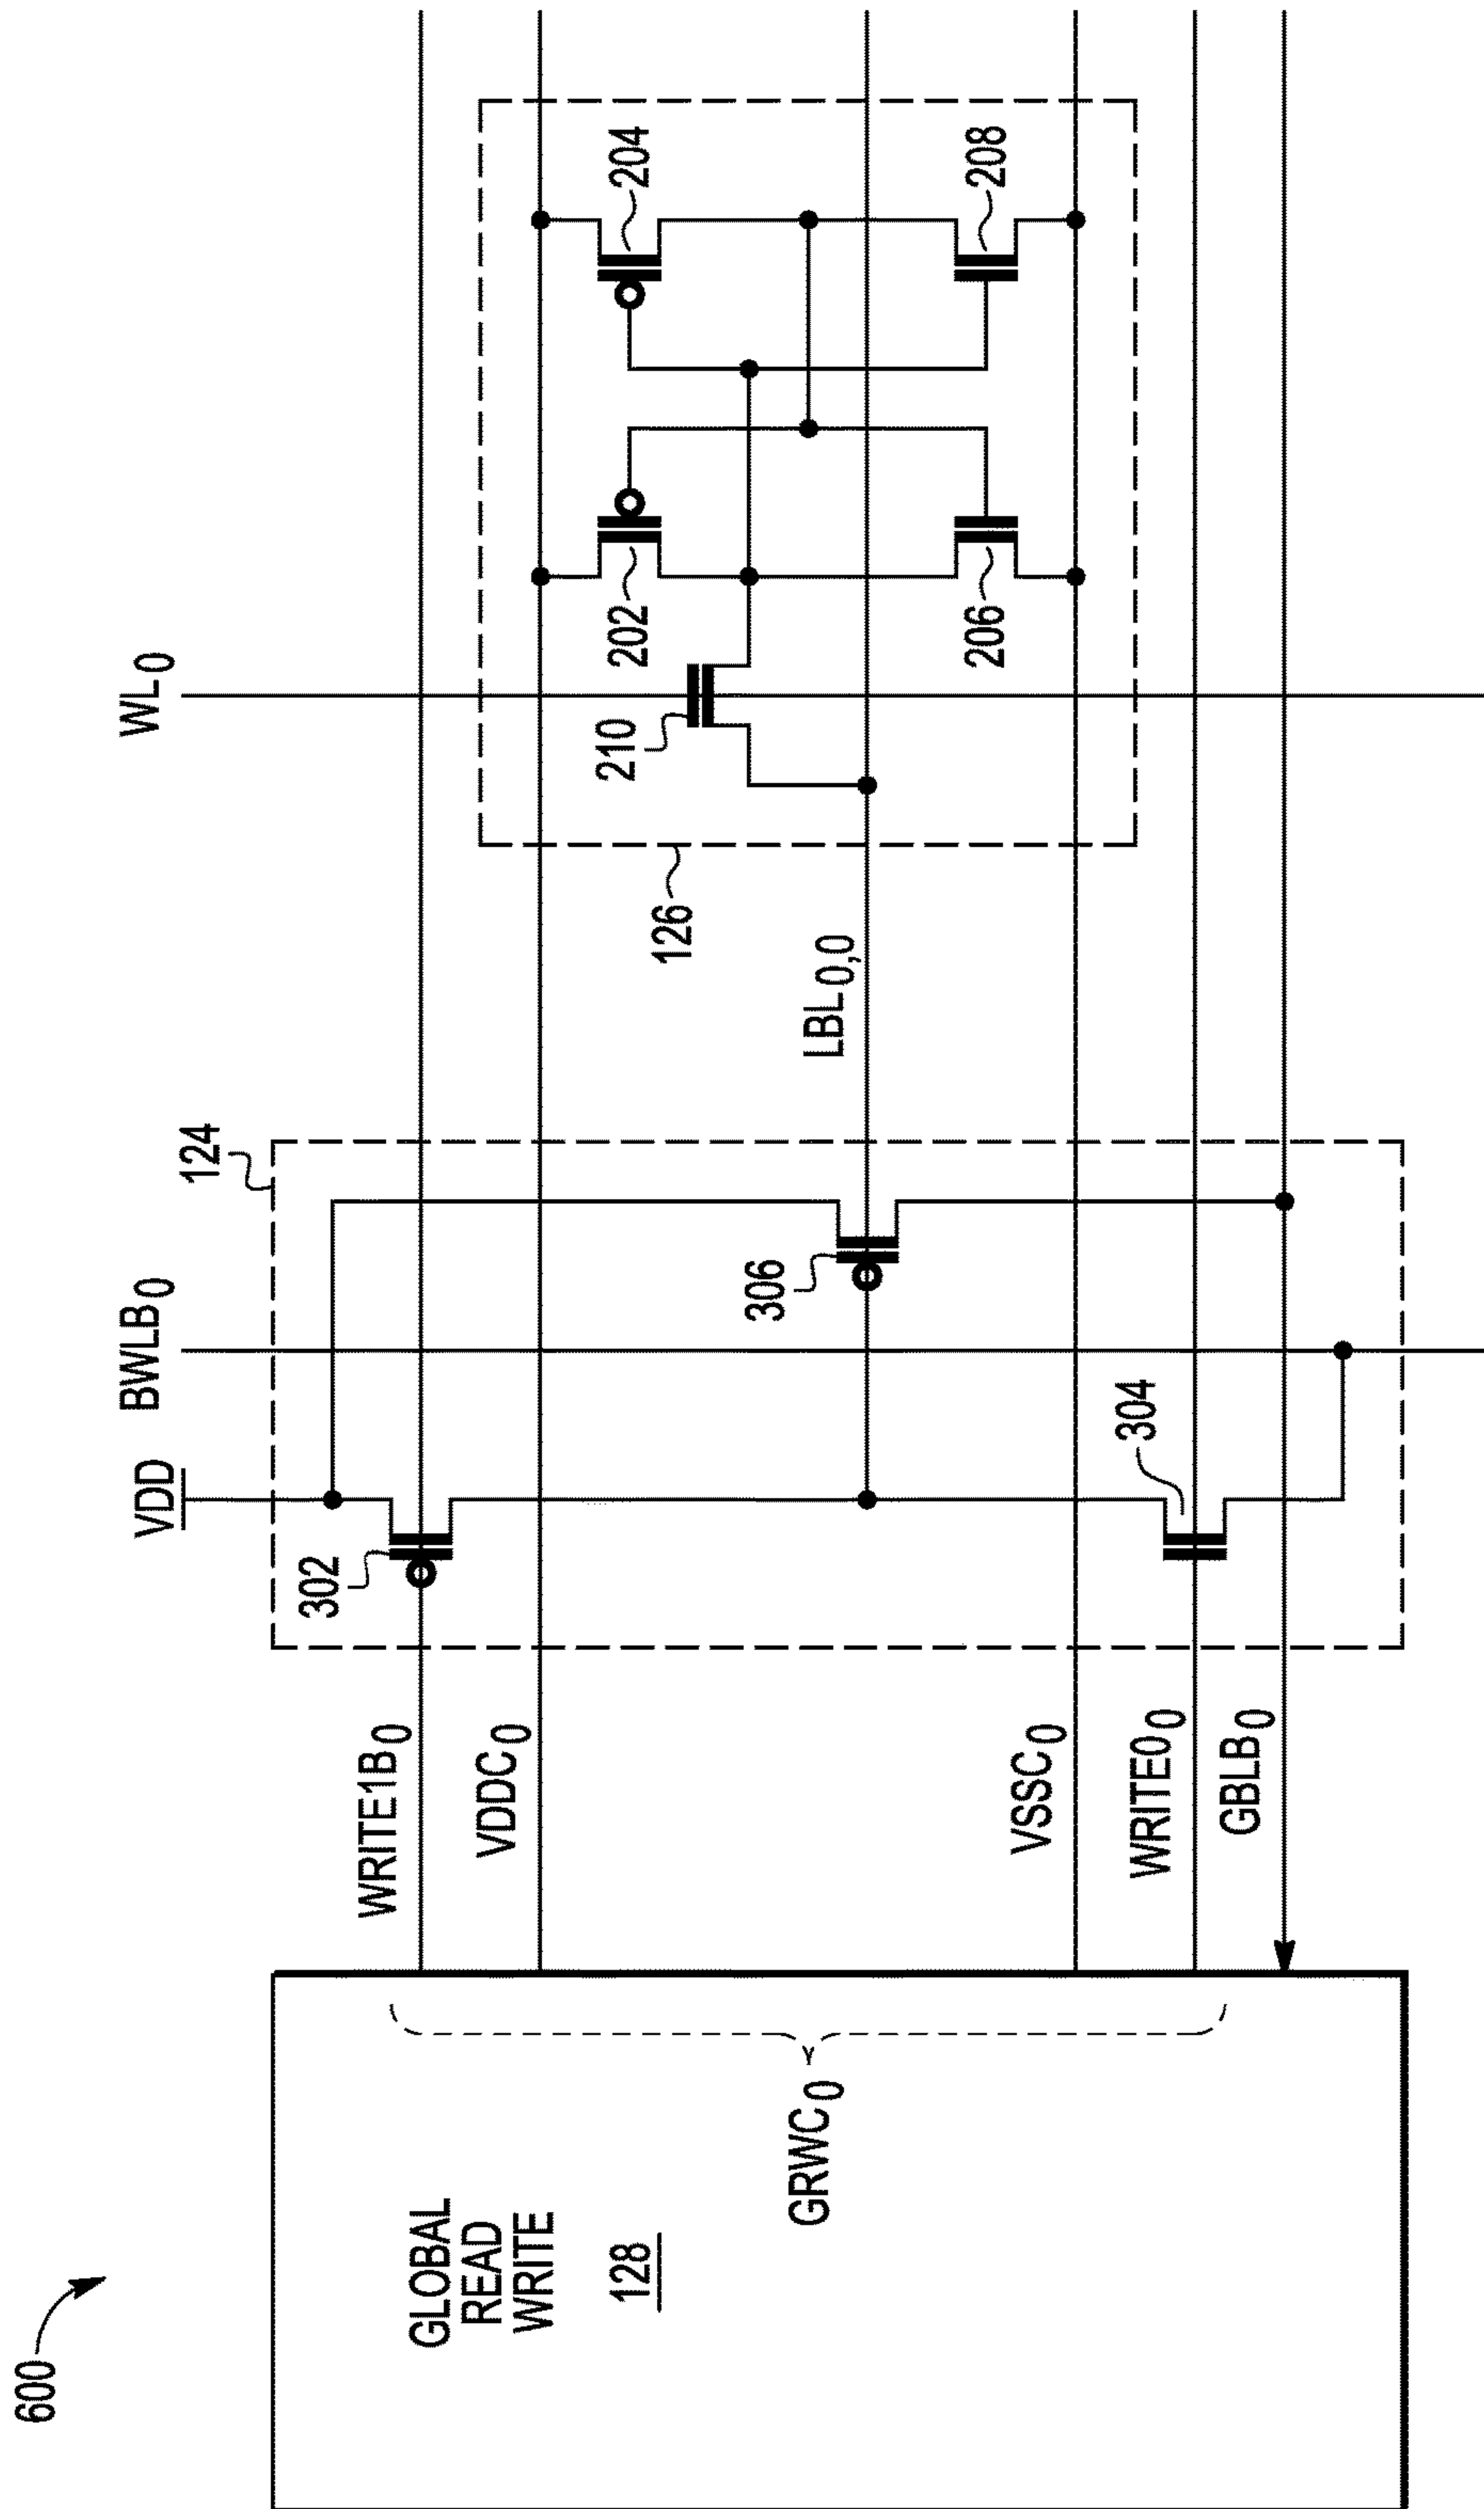 600
GLOBAL
READ
WRITE
128
GRWC0
WRITE1B0
VDDC0
VSSC0
WRITE00
GBLB0
VDD
BWLB0
WL0
124
302
304
306
LBL0,0
126
210
202
204
206
208